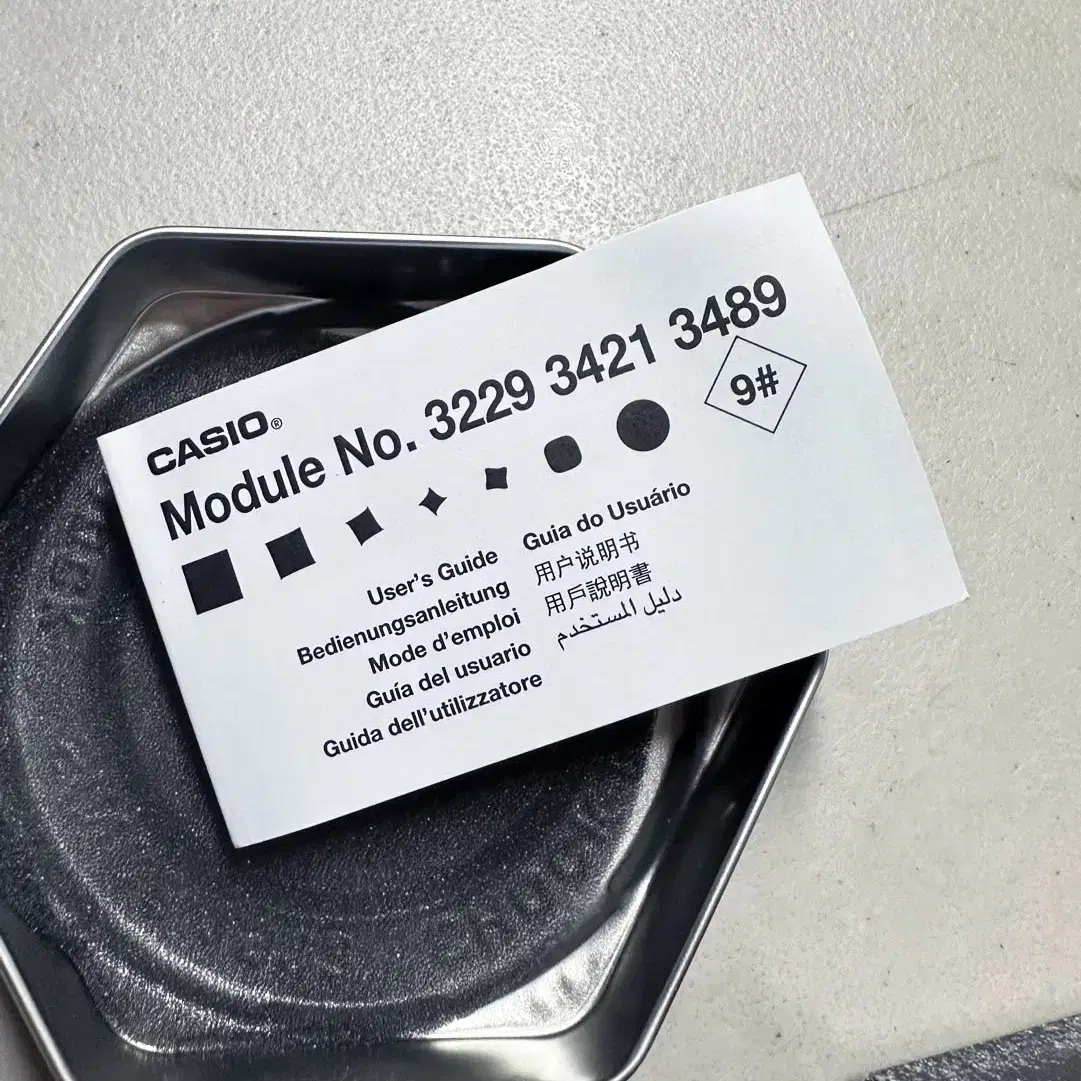 CASIO®
Module No. 3229 3421 3489
9#
User's Guide
Bedienungsanleitung
Mode d'emploi
Guía del usuario
Guida dell'utilizzatore
Guia do Usuário
用户说明书
用戶說明書
دليل المستخدم